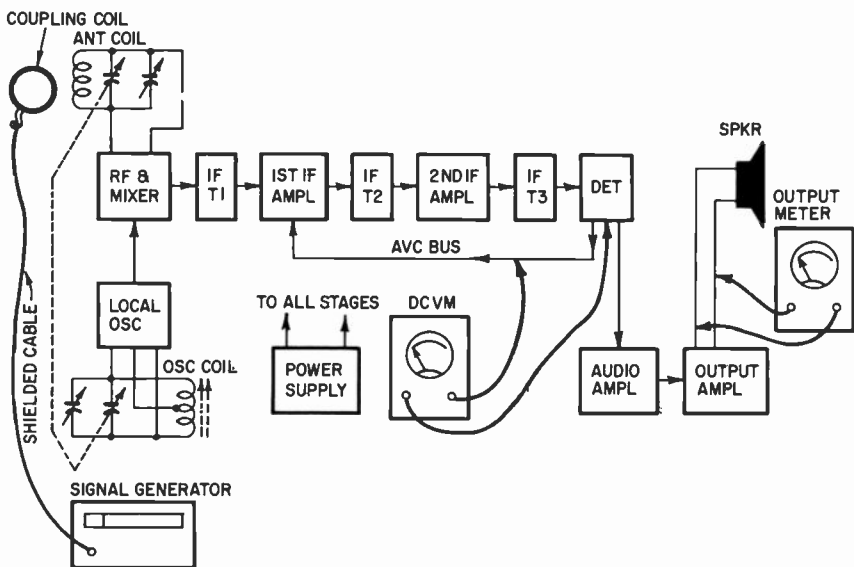 COUPLING COIL
ANT COIL
SPKR
RF &
MIXER
IF
T1
1ST IF
AMPL
IF
T2
2ND IF
AMPL
IF
T3
DET
OUTPUT
METER
AVC BUS
LOCAL
OSC
TO ALL STAGES
DCVM
SHIELDED CABLE
OSC COIL
POWER
SUPPLY
AUDIO
AMPL
OUTPUT
AMPL
SIGNAL GENERATOR